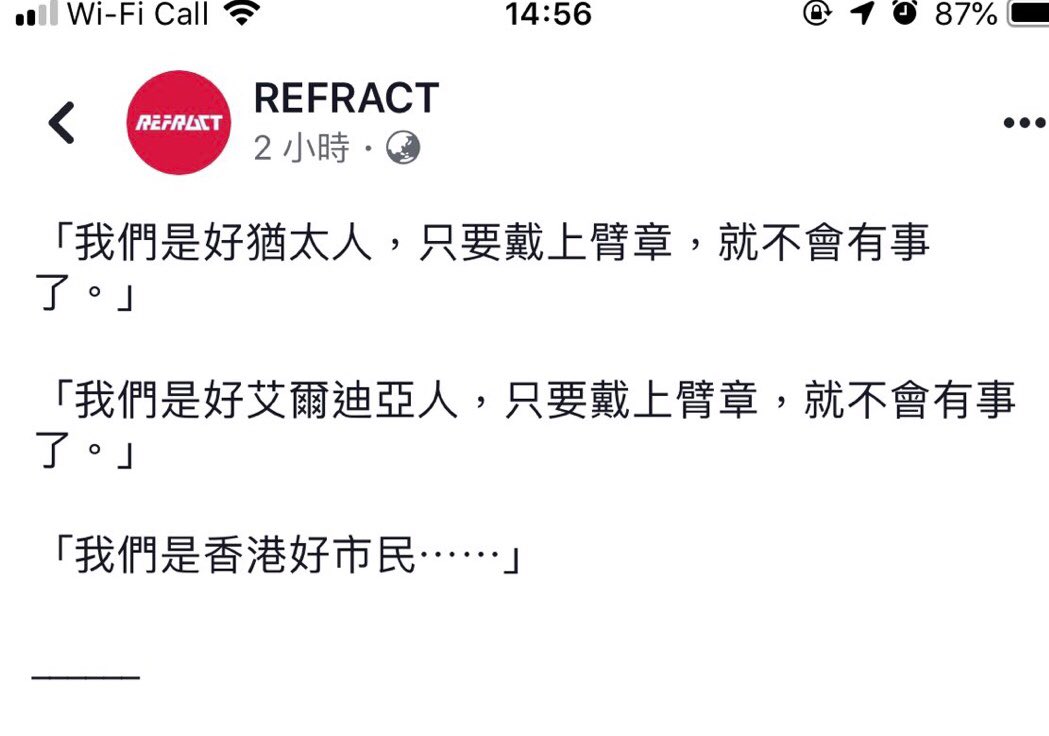 Wi-Fi Call 14:56 87%
REFRACT
REFRACT
2 小時 ·
「我們是好猶太人，只要戴上臂章，就不會有事
了。」
「我們是好艾爾迪亞人，只要戴上臂章，就不會有事
了。」
「我們是香港好市民⋯⋯」
______